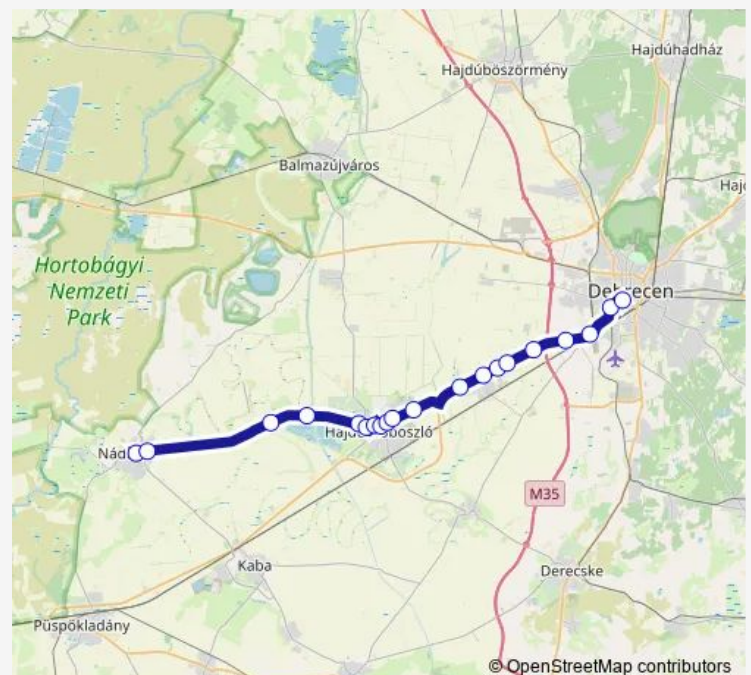 Hajdúhadház
Hajdúböszörmény
Balmazújváros
Hortobágyi
Nemzeti
Park
Debrecen
M35
Kaba
Derecske
Püspökladány
© OpenStreetMap contributors